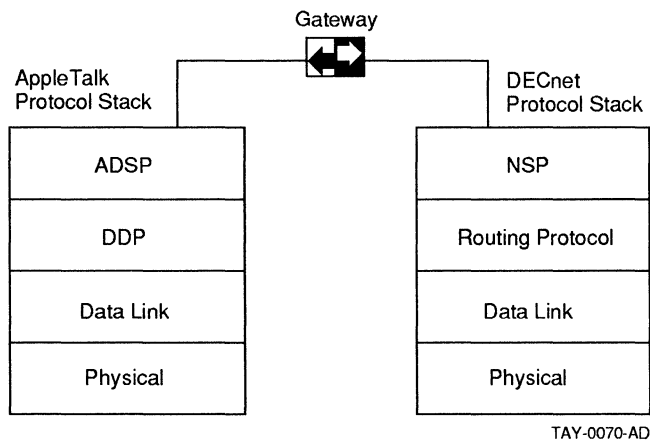 Gateway
AppleTalk
Protocol Stack
DECnet
Protocol Stack
ADSP
DDP
Data Link
Physical
NSP
Routing Protocol
Data Link
Physical
TAY-0070-AD